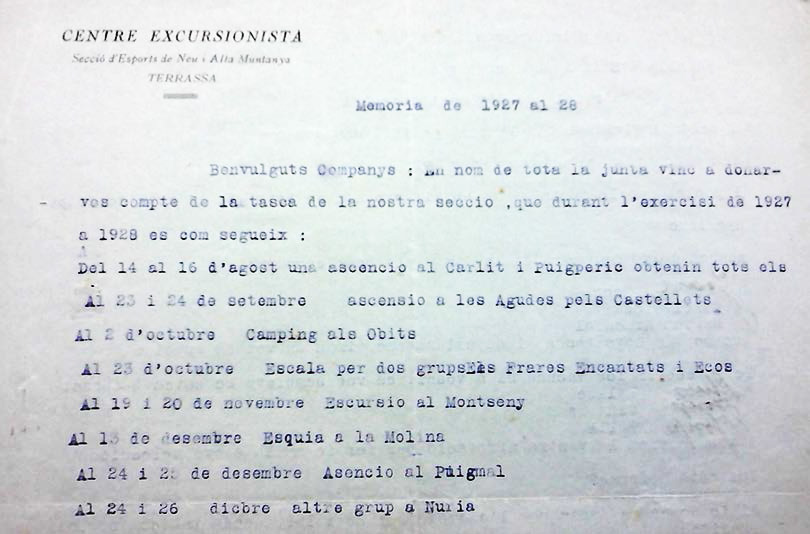 CENTRE EXCURSIONISTA
Secció d'Esports de Neu i Alta Muntanya
TERRASSA
Memoria de 1927 al 28
Benvulguts Companys : En nom de tota la junta vinc a donar-
vos compte de la tasca de la nostra seccio ,que durant l'exercisi de 1927
a 1928 es com segueix :
Del 14 al 16 d'agost una ascencio al Carlit i Puigperic obtenin tots els
Al 23 i 24 de setembre ascensio a les Agudes pels Castellets
Al 2 d'octubre Camping als Obits
Al 23 d'octubre Escala per dos grupsEls Frares Encantats i Ecos
Al 19 i 20 de novembre Escursio al Montseny
Al 13 de desembre Esquia a la Molina
Al 24 i 25 de desembre Asencio al Puigmal
Al 24 i 26 dicbre altre grup a Nuria